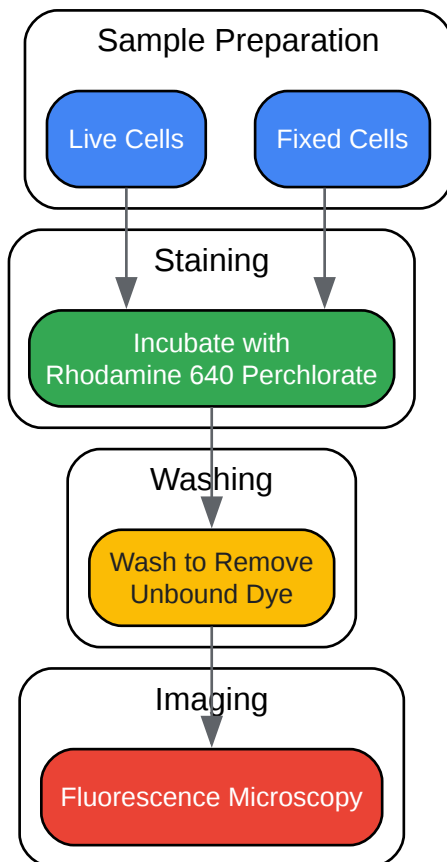 Sample Preparation
Live Cells
Fixed Cells
Staining
Incubate with
Rhodamine 640 Perchlorate
Washing
Wash to Remove
Unbound Dye
Imaging
Fluorescence Microscopy